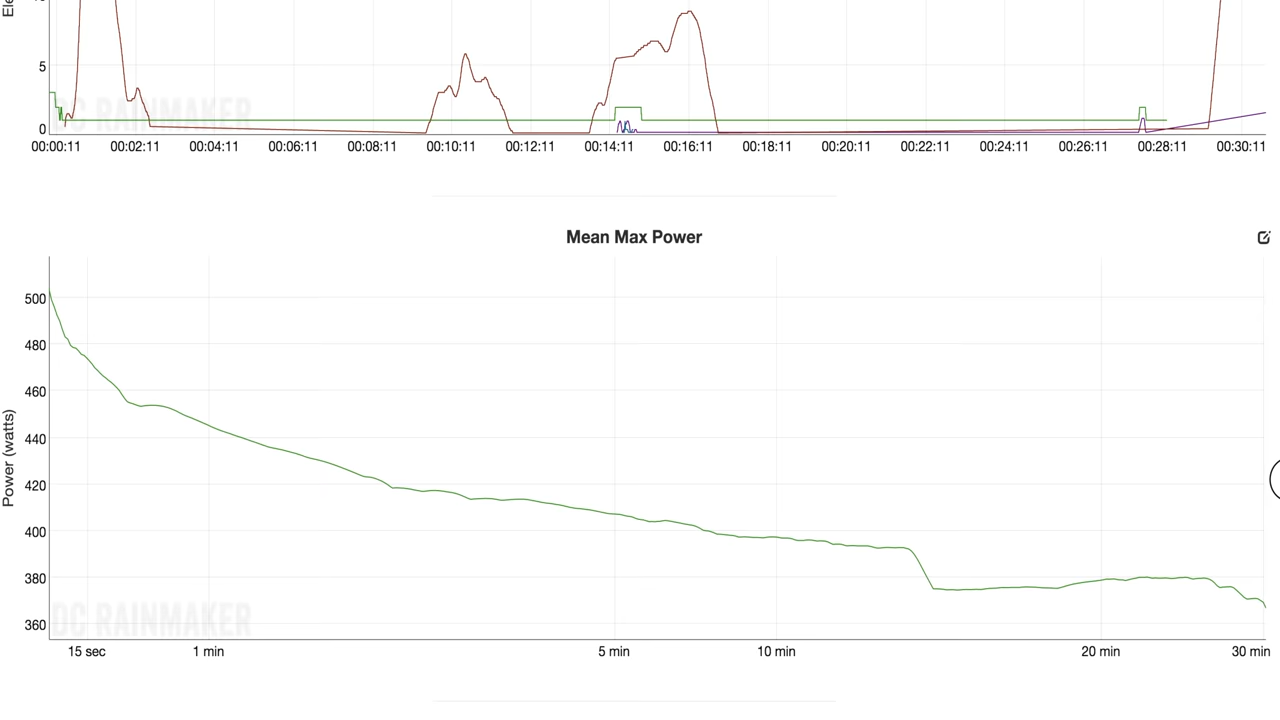 5
0
DC RAINMAKER
00:00:11 00:02:11 00:04:11 00:06:11 00:08:11 00:10:11 00:12:11 00:14:11 00:16:11 00:18:11 00:20:11 00:22:11 00:24:11 00:26:11 00:28:11 00:30:11
Mean Max Power
Power (watts)
500
480
460
440
420
400
380
360
DC RAINMAKER
15 sec 1 min 5 min 10 min 20 min 30 min